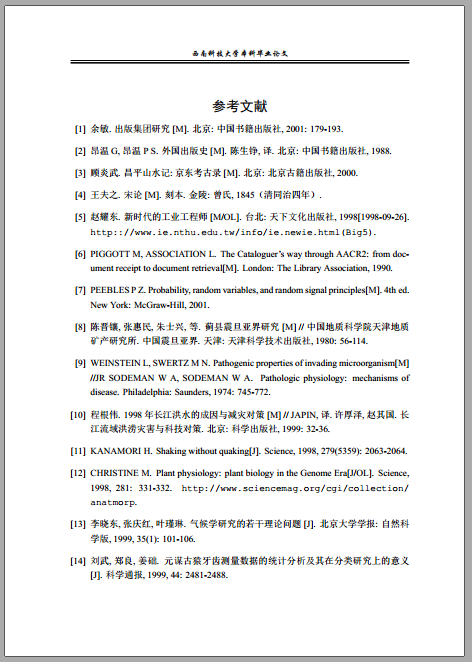 西南科技大学本科毕业论文
参考文献
[1] 余敏. 出版集团研究 [M]. 北京: 中国书籍出版社, 2001: 179-193.
[2] 昂温 G, 昂温 P S. 外国出版史 [M]. 陈生铮, 译. 北京: 中国书籍出版社, 1988.
[3] 顾炎武. 昌平山水记: 京东考古录 [M]. 北京: 北京古籍出版社, 2000.
[4] 王夫之. 宋论 [M]. 刻本. 金陵: 曾氏, 1845（清同治四年）.
[5] 赵耀东. 新时代的工业工程师 [M/OL]. 台北: 天下文化出版社, 1998[1998-09-26].
http://www.ie.nthu.edu.tw/info/ie.newie.html(Big5).
[6] PIGGOTT M, ASSOCIATION L. The Cataloguer's way through AACR2: from doc-
ument receipt to document retrieval[M]. London: The Library Association, 1990.
[7] PEEBLES P Z. Probability, random variables, and random signal principles[M]. 4th ed.
New York: McGraw-Hill, 2001.
[8] 陈晋镶, 张惠民, 朱士兴, 等. 蓟县震旦亚界研究 [M] // 中国地质科学院天津地质
矿产研究所. 中国震旦亚界. 天津: 天津科学技术出版社, 1980: 56-114.
[9] WEINSTEIN L, SWERTZ M N. Pathogenic properties of invading microorganism[M]
//JR SODEMAN W A, SODEMAN W A. Pathologic physiology: mechanisms of
disease. Philadelphia: Saunders, 1974: 745-772.
[10] 程根伟. 1998 年长江洪水的成因与减灾对策 [M] // JAPIN, 译. 许厚泽, 赵其国. 长
江流域洪涝灾害与科技对策. 北京: 科学出版社, 1999: 32-36.
[11] KANAMORI H. Shaking without quaking[J]. Science, 1998, 279(5359): 2063-2064.
[12] CHRISTINE M. Plant physiology: plant biology in the Genome Era[J/OL]. Science,
1998, 281: 331-332. http://www.sciencemag.org/cgi/collection/
anatmorp.
[13] 李晓东, 张庆红, 叶瑾琳. 气候学研究的若干理论问题 [J]. 北京大学学报: 自然科
学版, 1999, 35(1): 101-106.
[14] 刘武, 郑良, 姜础. 元谋古猿牙齿测量数据的统计分析及其在分类研究上的意义
[J]. 科学通报, 1999, 44: 2481-2488.